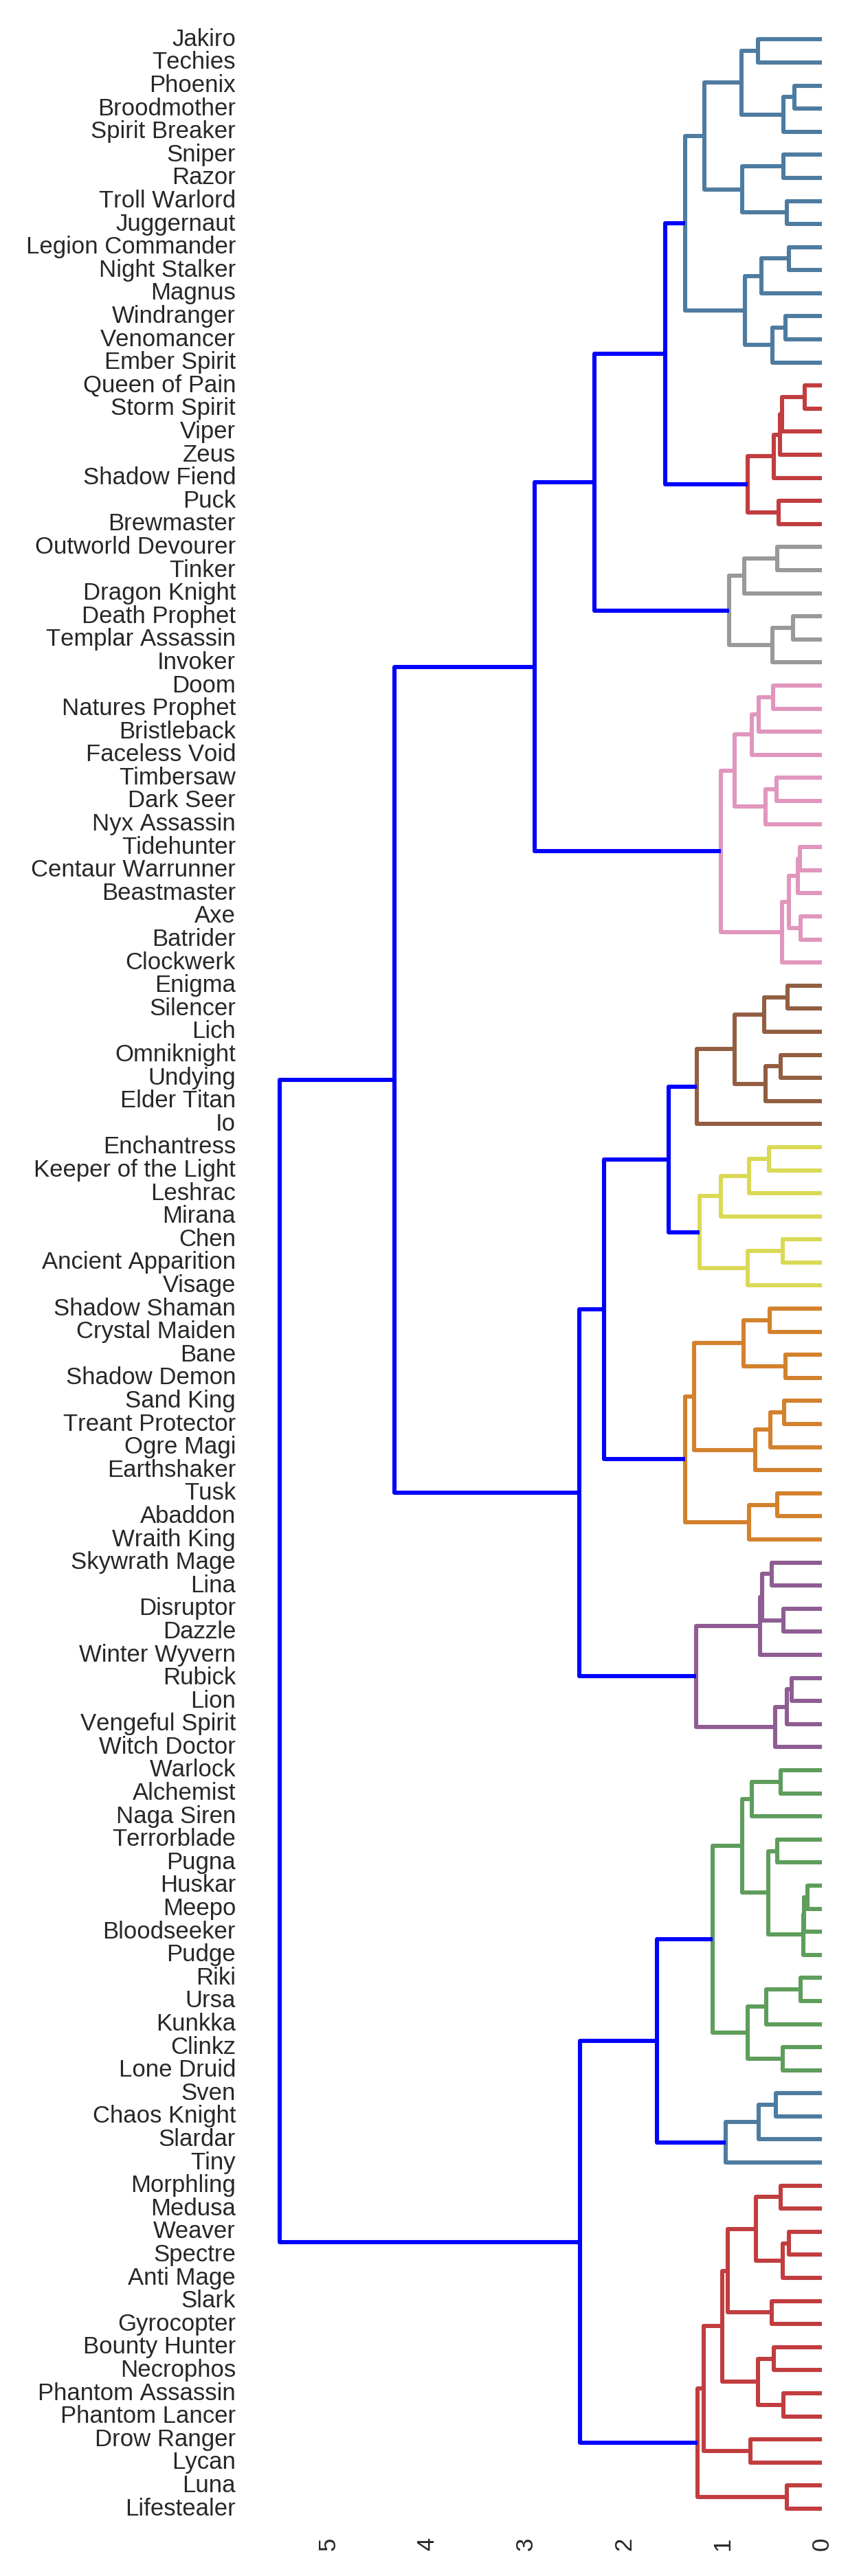 Jakiro
Techies
Phoenix
Broodmother
Spirit Breaker
Sniper
Razor
Troll Warlord
Juggernaut
Legion Commander
Night Stalker
Magnus
Windranger
Venomancer
Ember Spirit
Queen of Pain
Storm Spirit
Viper
Zeus
Shadow Fiend
Puck
Brewmaster
Outworld Devourer
Tinker
Dragon Knight
Death Prophet
Templar Assassin
Invoker
Doom
Natures Prophet
Bristleback
Faceless Void
Timbersaw
Dark Seer
Nyx Assassin
Tidehunter
Centaur Warrunner
Beastmaster
Axe
Batrider
Clockwerk
Enigma
Silencer
Lich
Omniknight
Undying
Elder Titan
Io
Enchantress
Keeper of the Light
Leshrac
Mirana
Chen
Ancient Apparition
Visage
Shadow Shaman
Crystal Maiden
Bane
Shadow Demon
Sand King
Treant Protector
Ogre Magi
Earthshaker
Tusk
Abaddon
Wraith King
Skywrath Mage
Lina
Disruptor
Dazzle
Winter Wyvern
Rubick
Lion
Vengeful Spirit
Witch Doctor
Warlock
Alchemist
Naga Siren
Terrorblade
Pugna
Huskar
Meepo
Bloodseeker
Pudge
Riki
Ursa
Kunkka
Clinkz
Lone Druid
Sven
Chaos Knight
Slardar
Tiny
Morphling
Medusa
Weaver
Spectre
Anti Mage
Slark
Gyrocopter
Bounty Hunter
Necrophos
Phantom Assassin
Phantom Lancer
Drow Ranger
Lycan
Luna
Lifestealer
5 4 3 2 1 0